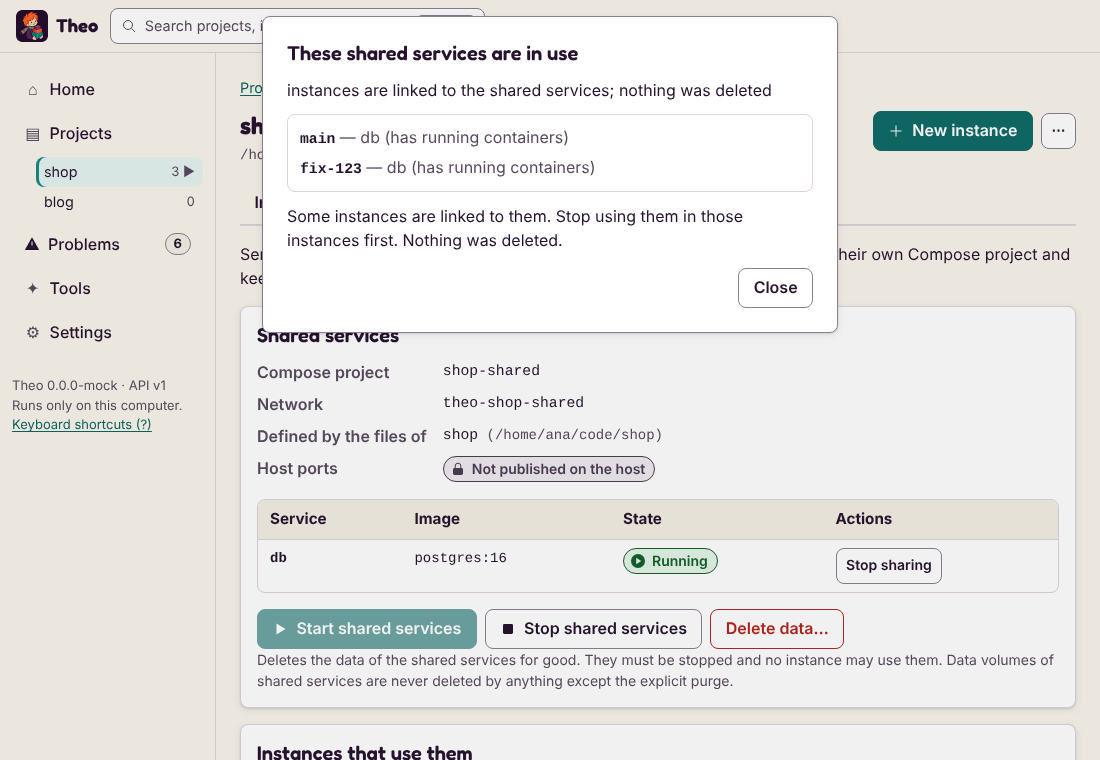 Theo
Search projects, i
These shared services are in use
instances are linked to the shared services; nothing was deleted
main — db (has running containers)
fix-123 — db (has running containers)
Some instances are linked to them. Stop using them in those
instances first. Nothing was deleted.
Close
Home
Projects
shop 3
blog 0
Problems 6
Tools
Settings
Theo 0.0.0-mock · API v1
Runs only on this computer.
Keyboard shortcuts (?)
Pro
sh
/ho
+ New instance
...
In
Ser
heir own Compose project and
kee
Shared services
Compose project shop-shared
Network theo-shop-shared
Defined by the files of shop (/home/ana/code/shop)
Host ports Not published on the host
Service Image State Actions
db postgres:16 Running Stop sharing
Start shared services Stop shared services Delete data...
Deletes the data of the shared services for good. They must be stopped and no instance may use them. Data volumes of
shared services are never deleted by anything except the explicit purge.
Instances that use them